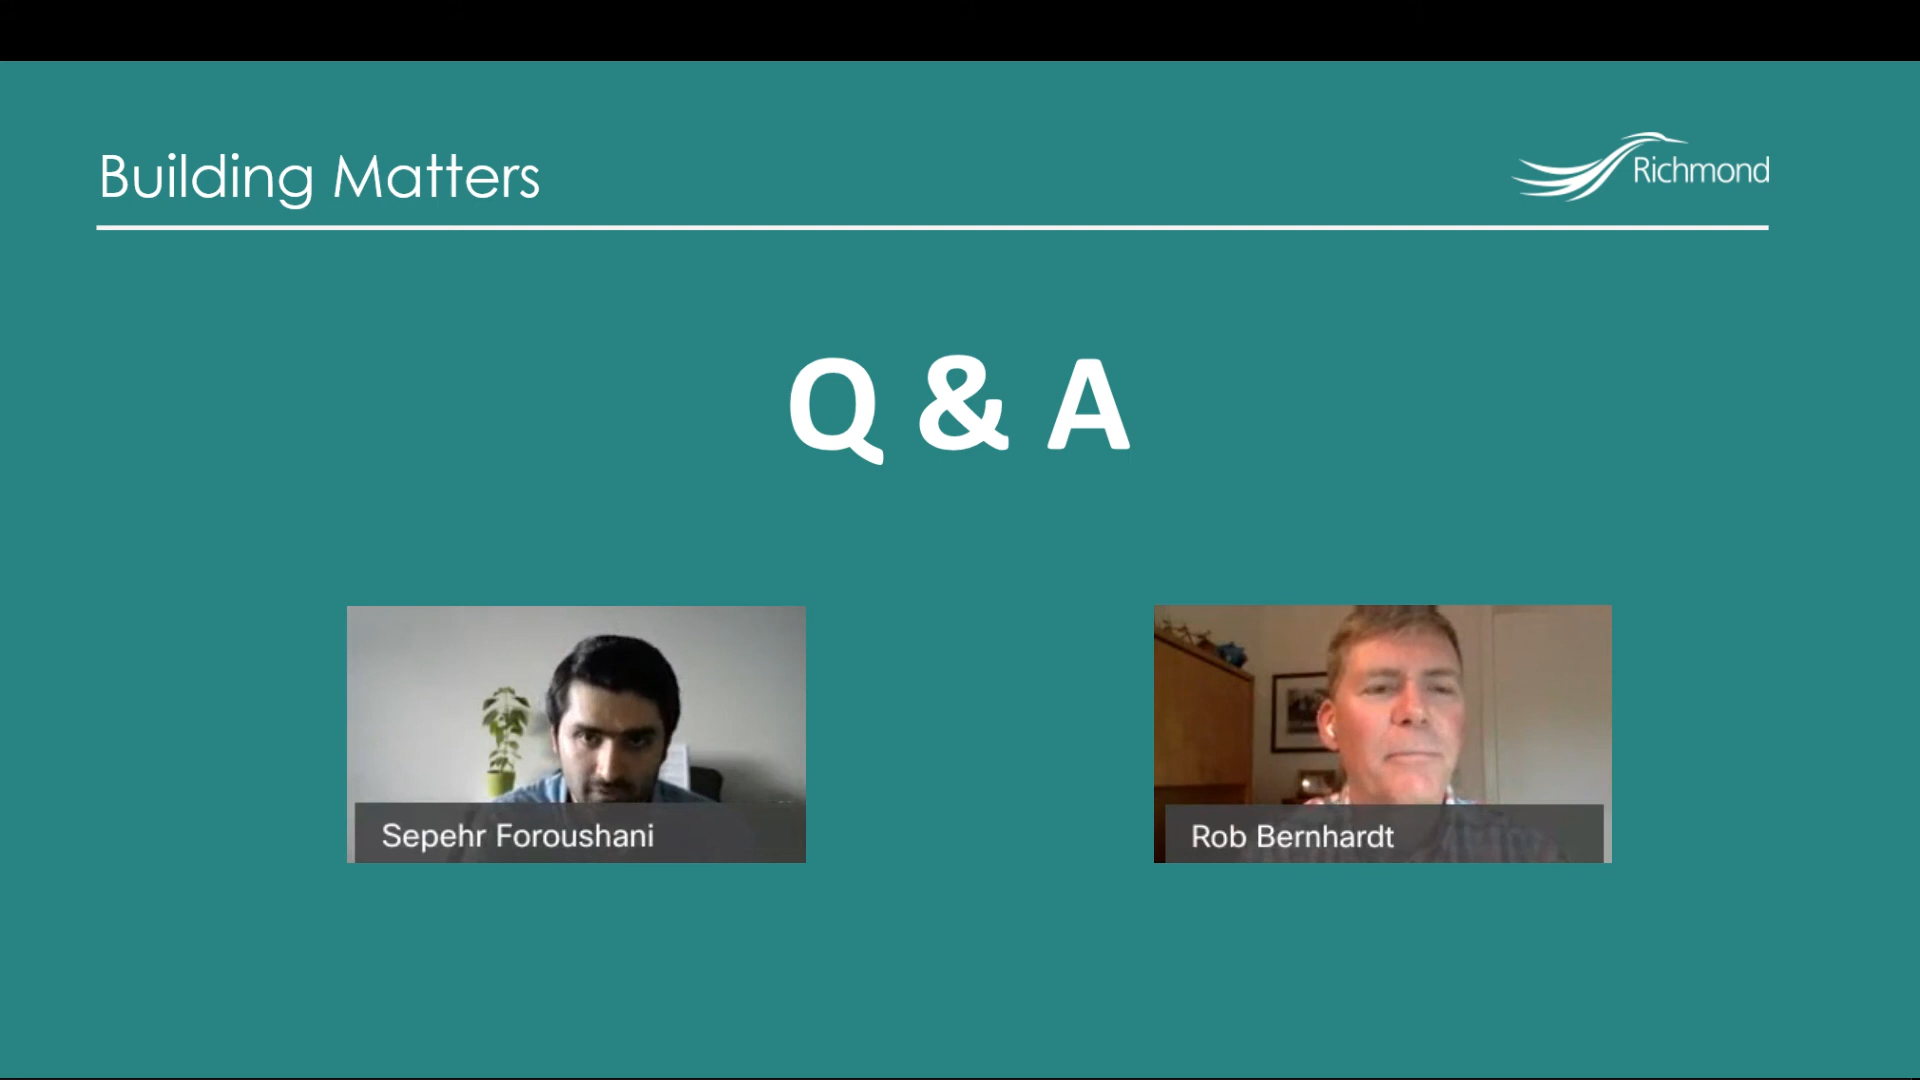 Building Matters
Richmond
Q & A
Sepehr Foroushani
Rob Bernhardt